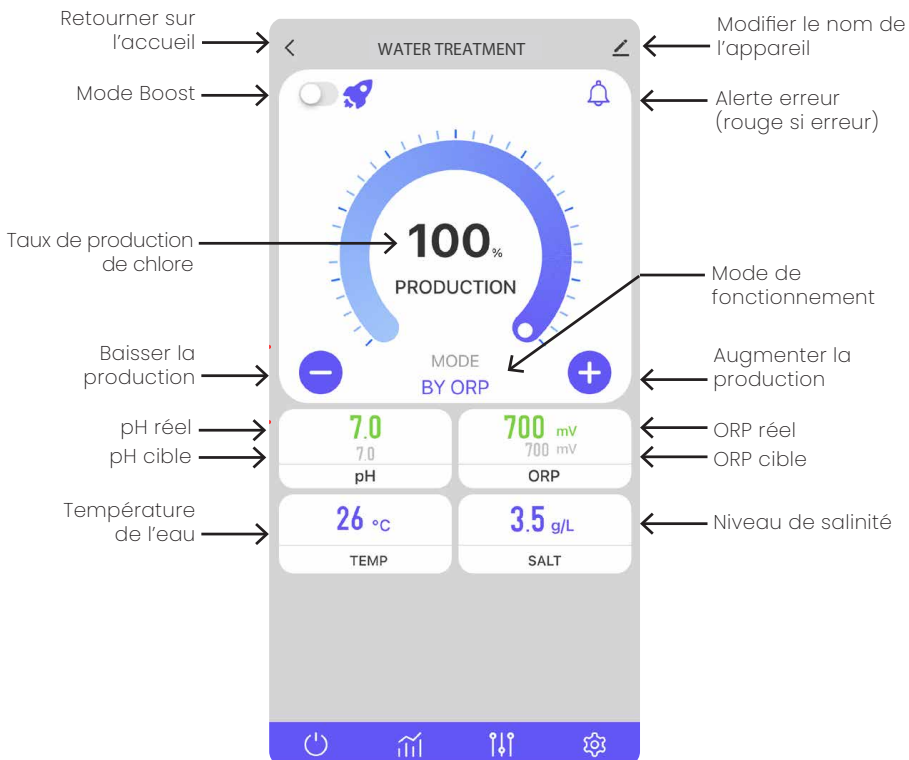 Retourner sur
l'accueil
WATER TREATMENT
Modifier le nom de
l'appareil
Mode Boost
Alerte erreur
(rouge si erreur)
Taux de production
de chlore
100 %
PRODUCTION
Mode de
fonctionnement
Baisser la
production
MODE
BY ORP
Augmenter la
production
pH réel
7.0
700 mV
ORP réel
pH cible
7.0
700 mV
ORP cible
pH
ORP
Température
de l'eau
26 °C
3.5 g/L
Niveau de salinité
TEMP
SALT